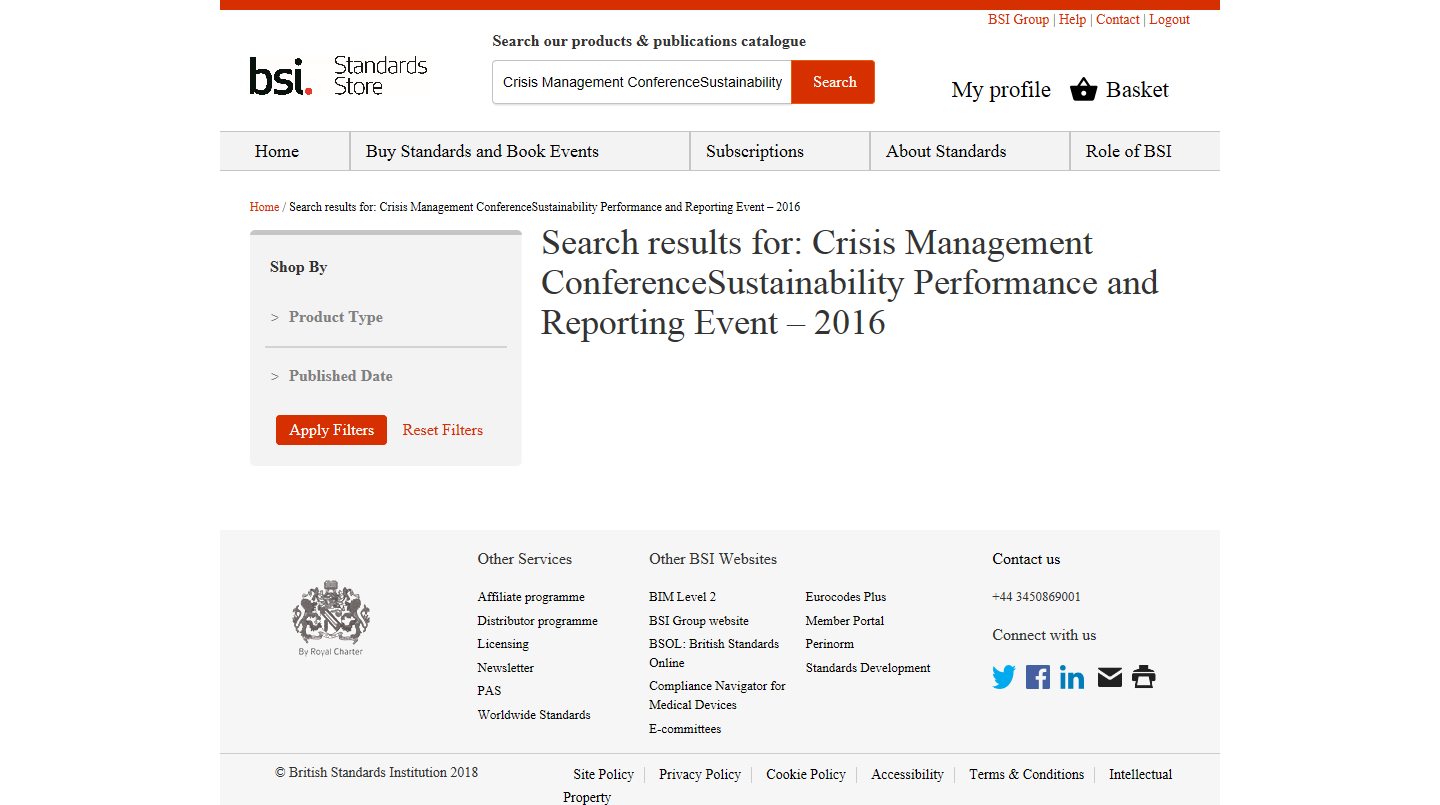 BSI Group | Help | Contact | Logout
Search our products & publications catalogue
bsi. Standards Store
Crisis Management ConferenceSustainability
Search
My profile
Basket
Home
Buy Standards and Book Events
Subscriptions
About Standards
Role of BSI
Home / Search results for: Crisis Management ConferenceSustainability Performance and Reporting Event – 2016
Shop By
> Product Type
> Published Date
Apply Filters
Reset Filters
Search results for: Crisis Management
ConferenceSustainability Performance and
Reporting Event – 2016
By Royal Charter
Other Services
Affiliate programme
Distributor programme
Licensing
Newsletter
PAS
Worldwide Standards
Other BSI Websites
BIM Level 2
BSI Group website
BSOL: British Standards
Online
Compliance Navigator for
Medical Devices
E-committees
Eurocodes Plus
Member Portal
Perinorm
Standards Development
Contact us
+44 3450869001
Connect with us
© British Standards Institution 2018
Site Policy
Privacy Policy
Cookie Policy
Accessibility
Terms & Conditions
Intellectual
Property